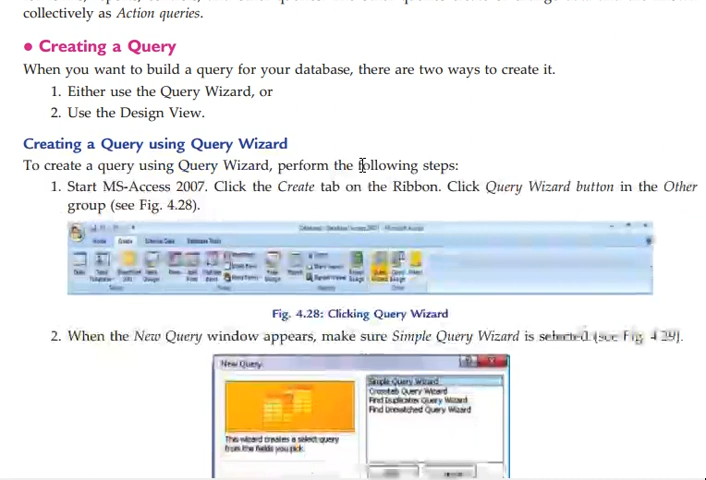 collectively as Action queries.
• Creating a Query
When you want to build a query for your database, there are two ways to create it.
1. Either use the Query Wizard, or
2. Use the Design View.
Creating a Query using Query Wizard
To create a query using Query Wizard, perform the following steps:
1. Start MS-Access 2007. Click the Create tab on the Ribbon. Click Query Wizard button in the Other
group (see Fig. 4.28).
Home Create External Data Database Tools
Fig. 4.28: Clicking Query Wizard
2. When the New Query window appears, make sure Simple Query Wizard is selected (see Fig 4.29).
New Query
Simple Query Wizard
Crosstab Query Wizard
Find Duplicates Query Wizard
Find Unmatched Query Wizard
This wizard creates a select query
from the fields you pick.